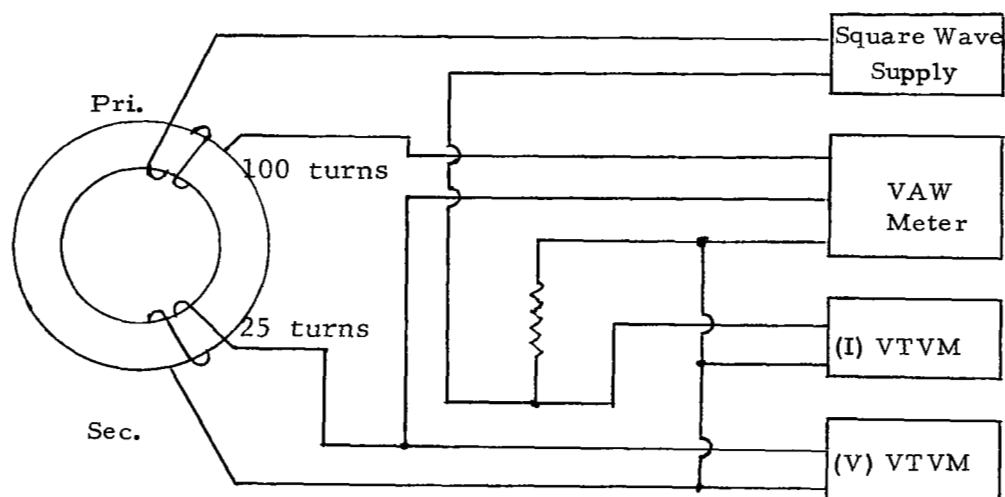 Square Wave
Supply
Pri.
100 turns
VAW
Meter
25 turns
(I) VTVM
Sec.
(V) VTVM